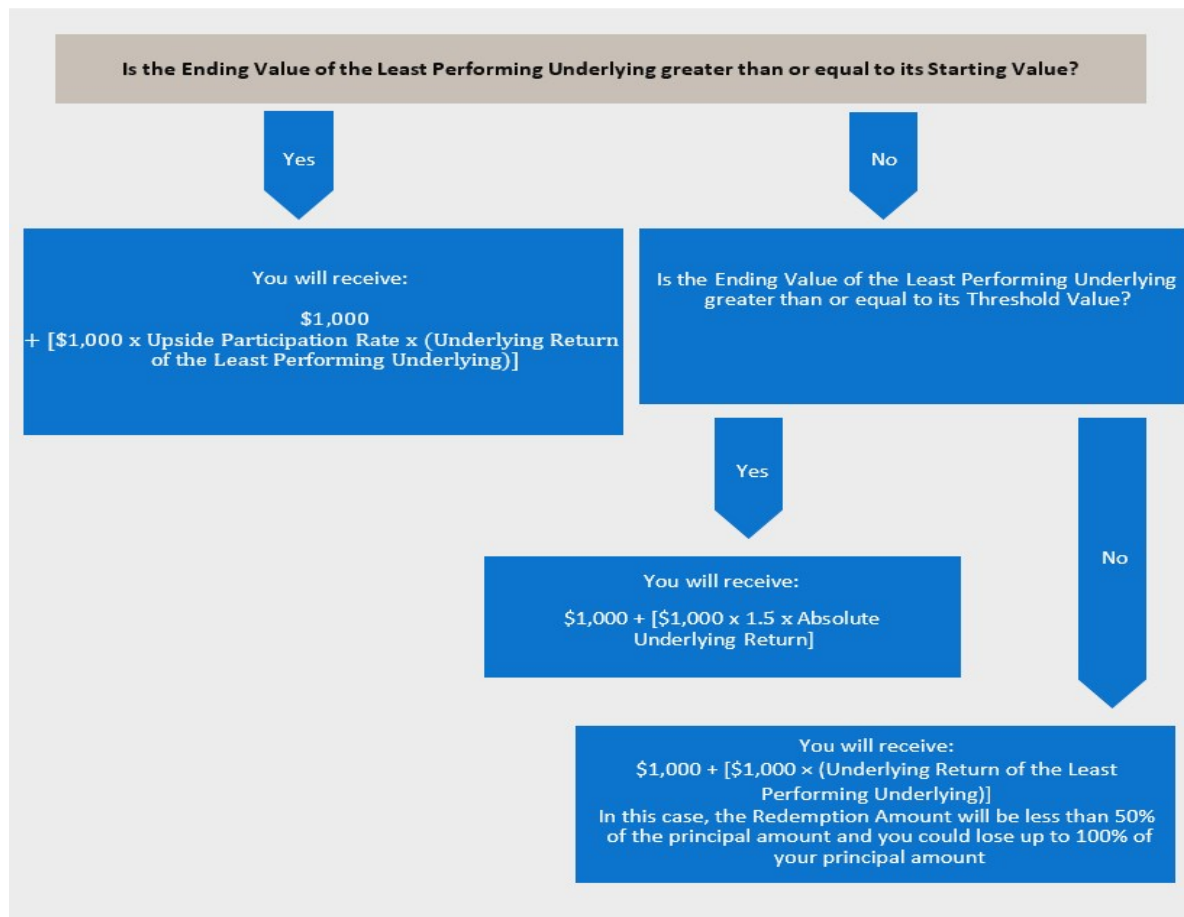 Is the Ending Value of the Least Performing Underlying greater than or equal to its Starting Value?
Yes
No
You will receive:
$1,000
+ [$1,000 x Upside Participation Rate x (Underlying Return
of the Least Performing Underlying)]
Is the Ending Value of the Least Performing Underlying
greater than or equal to its Threshold Value?
Yes
No
You will receive:
$1,000 + [$1,000 x 1.5 x Absolute
Underlying Return]
You will receive:
$1,000 + [$1,000 × (Underlying Return of the Least
Performing Underlying)]
In this case, the Redemption Amount will be less than 50%
of the principal amount and you could lose up to 100% of
your principal amount